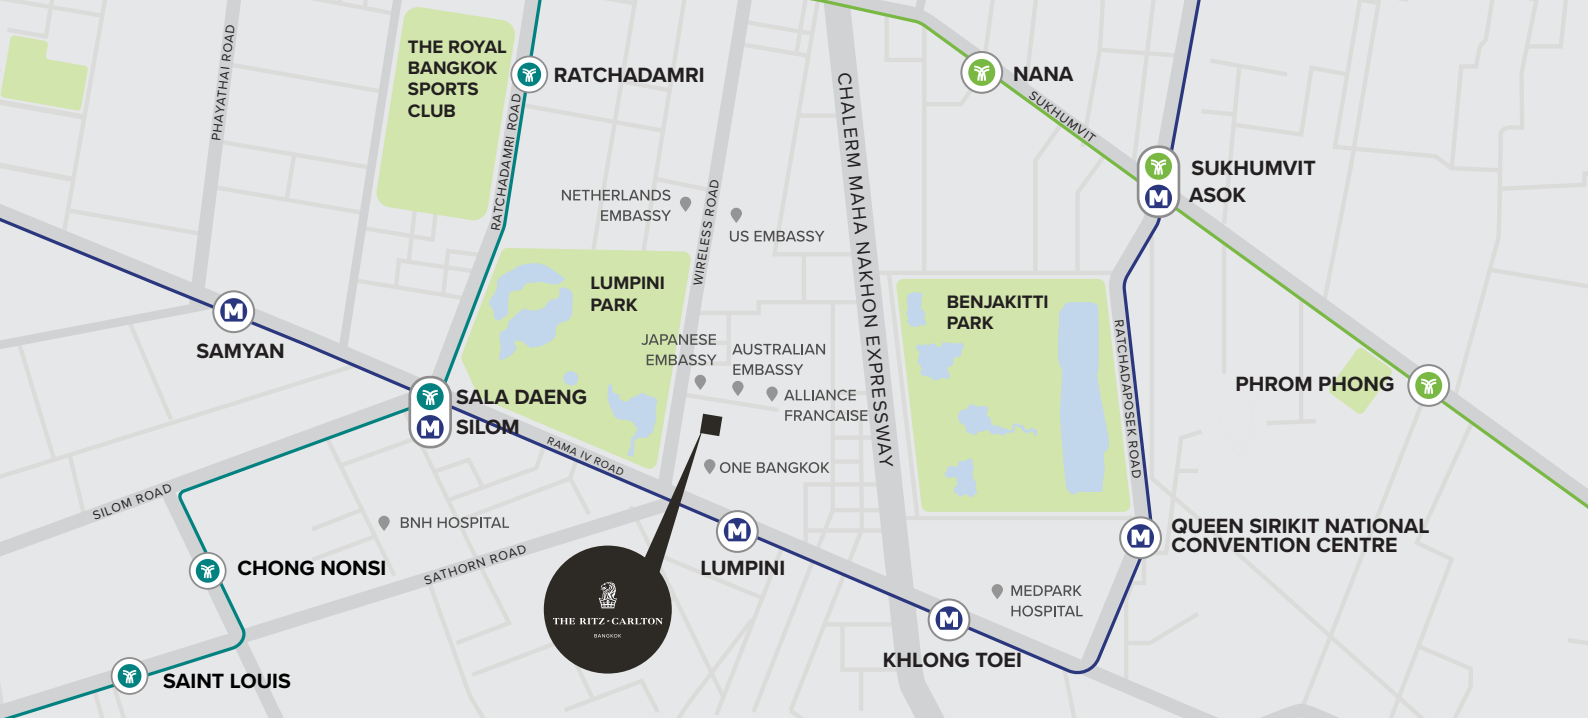 THE ROYAL
BANGKOK
SPORTS
CLUB
RATCHADAMRI
NANA
PHAYATHAI ROAD
RATCHADAMRI ROAD
CHALERM MAHA NAKHON EXPRESSWAY
SUKHUMVIT
SUKHUMVIT
ASOK
NETHERLANDS
EMBASSY
WIRELESS ROAD
US EMBASSY
LUMPINI
PARK
BENJAKITTI
PARK
SAMYAN
JAPANESE
EMBASSY
AUSTRALIAN
EMBASSY
ALLIANCE
FRANCAISE
RATCHADAPOSEK ROAD
PHROM PHONG
SALA DAENG
SILOM
RAMA IV ROAD
ONE BANGKOK
SILOM ROAD
BNH HOSPITAL
SATHORN ROAD
QUEEN SIRIKIT NATIONAL
CONVENTION CENTRE
CHONG NONSI
LUMPINI
MEDPARK
HOSPITAL
THE RITZ-CARLTON
BANGKOK
KHLONG TOEI
SAINT LOUIS